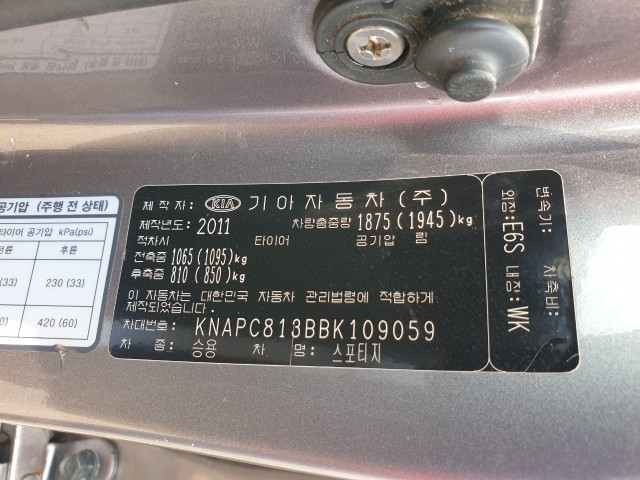 공기압 (주행 전 상태)
타이어 공기압 kPa(psi)
전륜 후륜
(33) 230 (33)
0) 420 (60)
제 작 자: KIA 기아자동차(주)
제작년도: 2011 차량총중량 1875(1945)kg
적차시 타이어 공기압 림
전축중 1065(1095)kg
후축중 810(850)kg
이 자동차는 대한민국 자동차 관리법령에 적합하게
제작되었습니다.
차대번호: KNAPC813BBK109059
차 종: 승용 차 명: 스포티지
변속기: 차축비:
외장:E6S 내장:WK